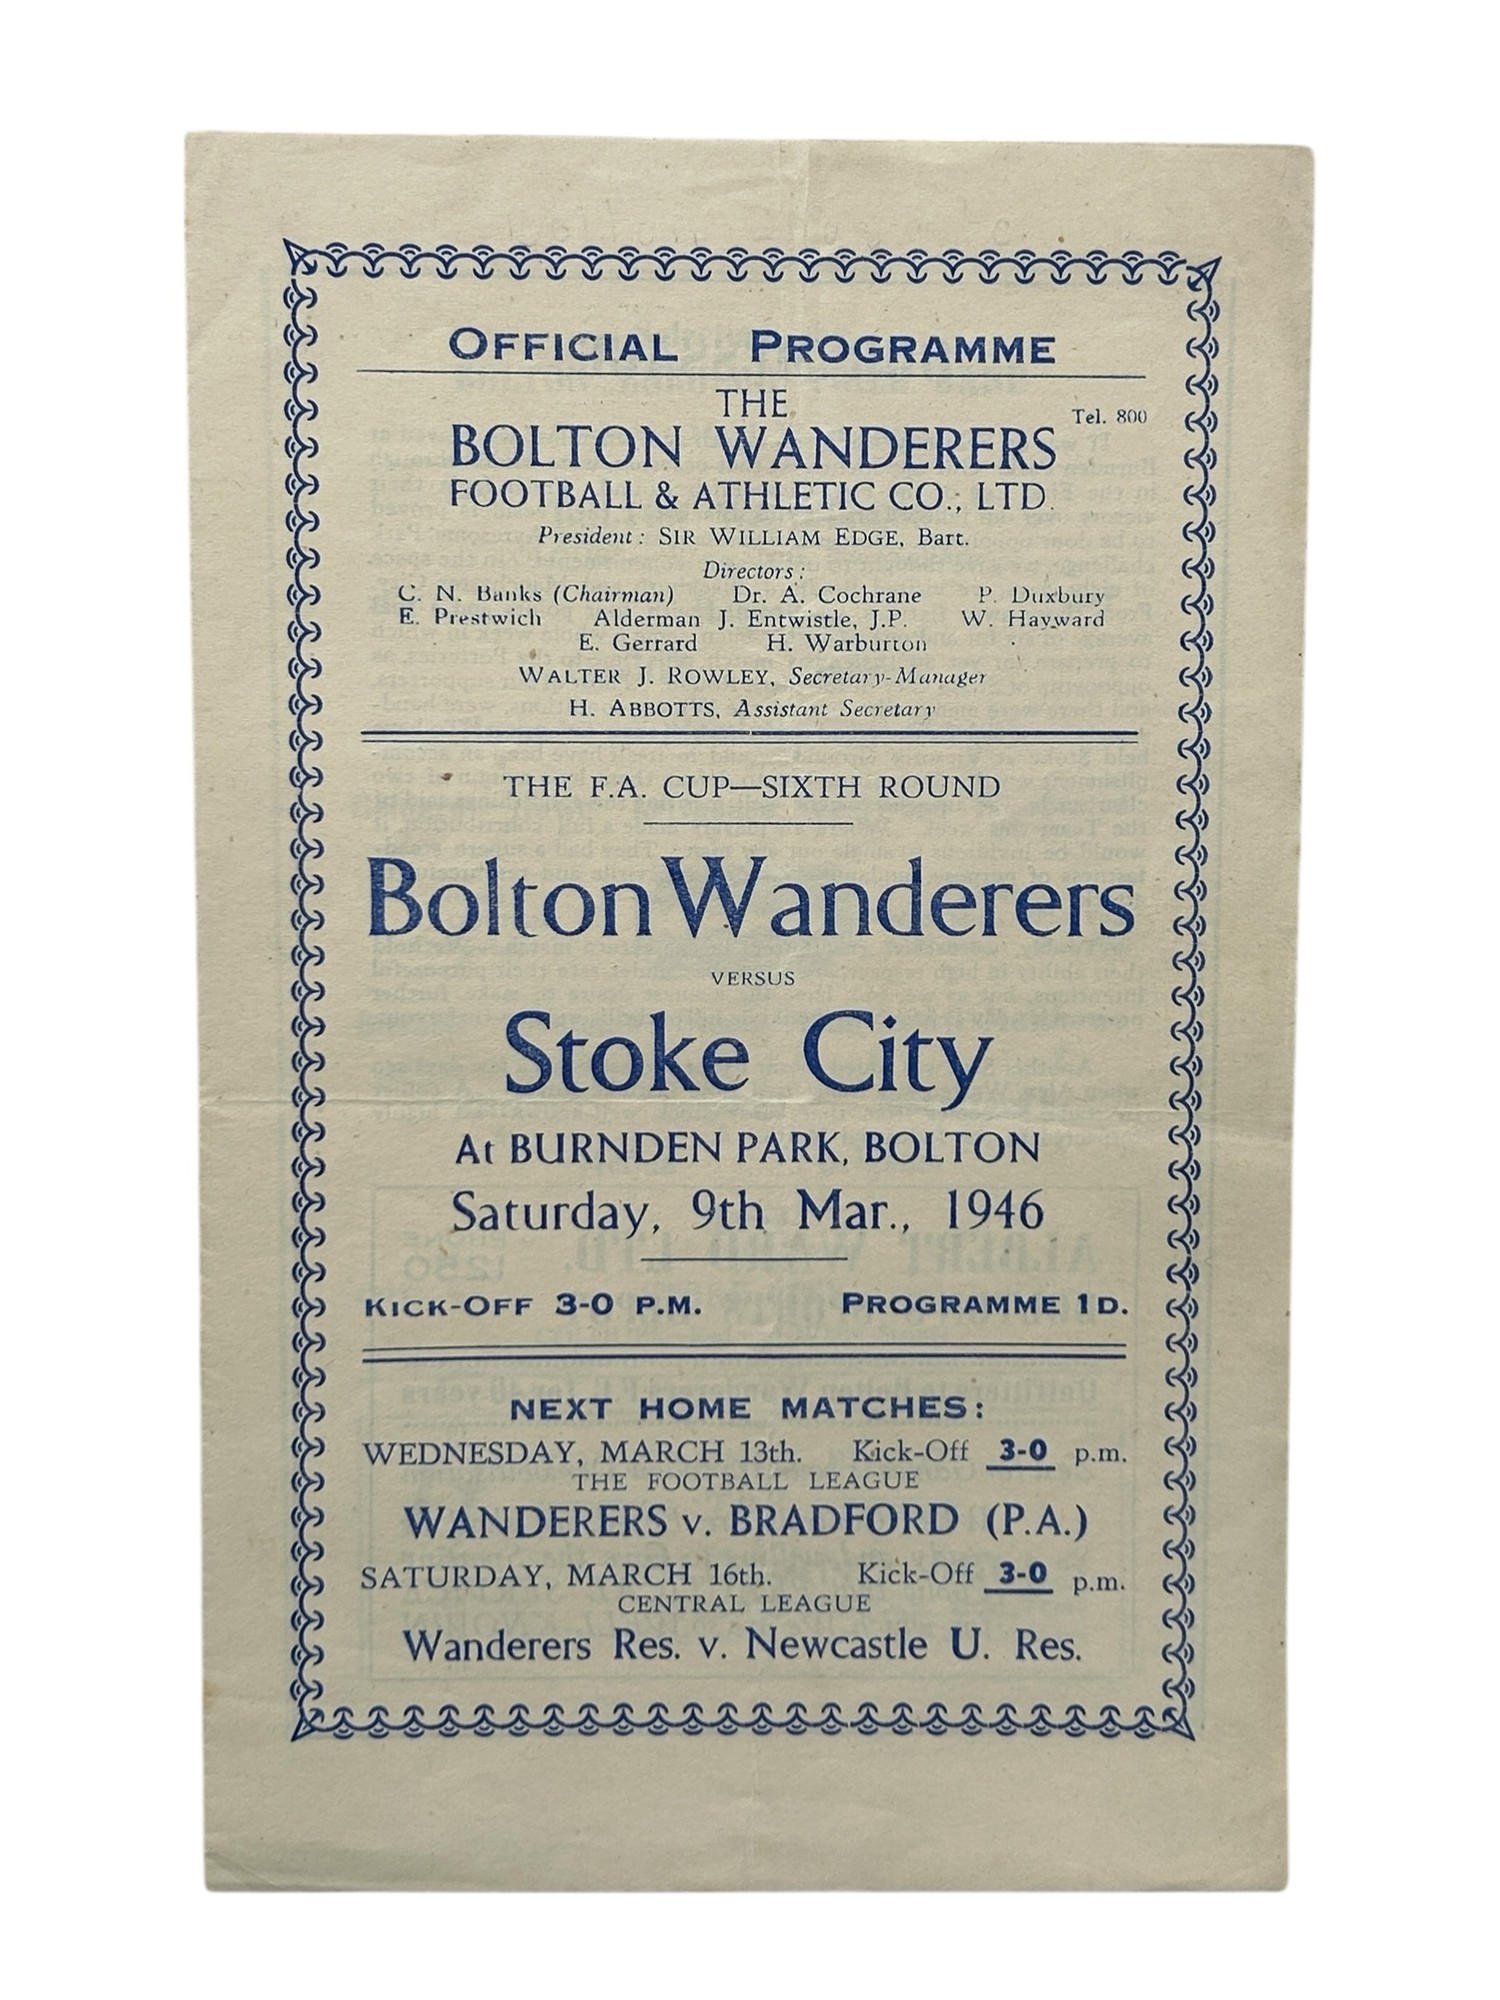 OFFICIAL PROGRAMME
THE
Tel. 800
BOLTON WANDERERS
FOOTBALL & ATHLETIC CO., LTD.
President: SIR WILLIAM EDGE, Bart.
Directors:
C. N. Banks (Chairman) Dr. A. Cochrane P. Duxbury
E. Prestwich Alderman J. Entwistle, J.P. W. Hayward
E. Gerrard H. Warburton
WALTER J. ROWLEY, Secretary-Manager
H. ABBOTTS, Assistant Secretary
THE F.A. CUP—SIXTH ROUND
Bolton Wanderers
VERSUS
Stoke City
At BURNDEN PARK, BOLTON
Saturday, 9th Mar., 1946
KICK-OFF 3-0 P.M. PROGRAMME 1D.
NEXT HOME MATCHES:
WEDNESDAY, MARCH 13th. Kick-Off 3-0 p.m.
THE FOOTBALL LEAGUE
WANDERERS v. BRADFORD (P.A.)
SATURDAY, MARCH 16th. Kick-Off 3-0 p.m.
CENTRAL LEAGUE
Wanderers Res. v. Newcastle U. Res.